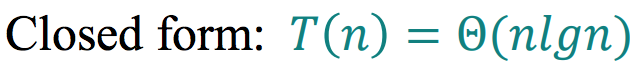 Closed form: T(n) = Θ(nlgn)